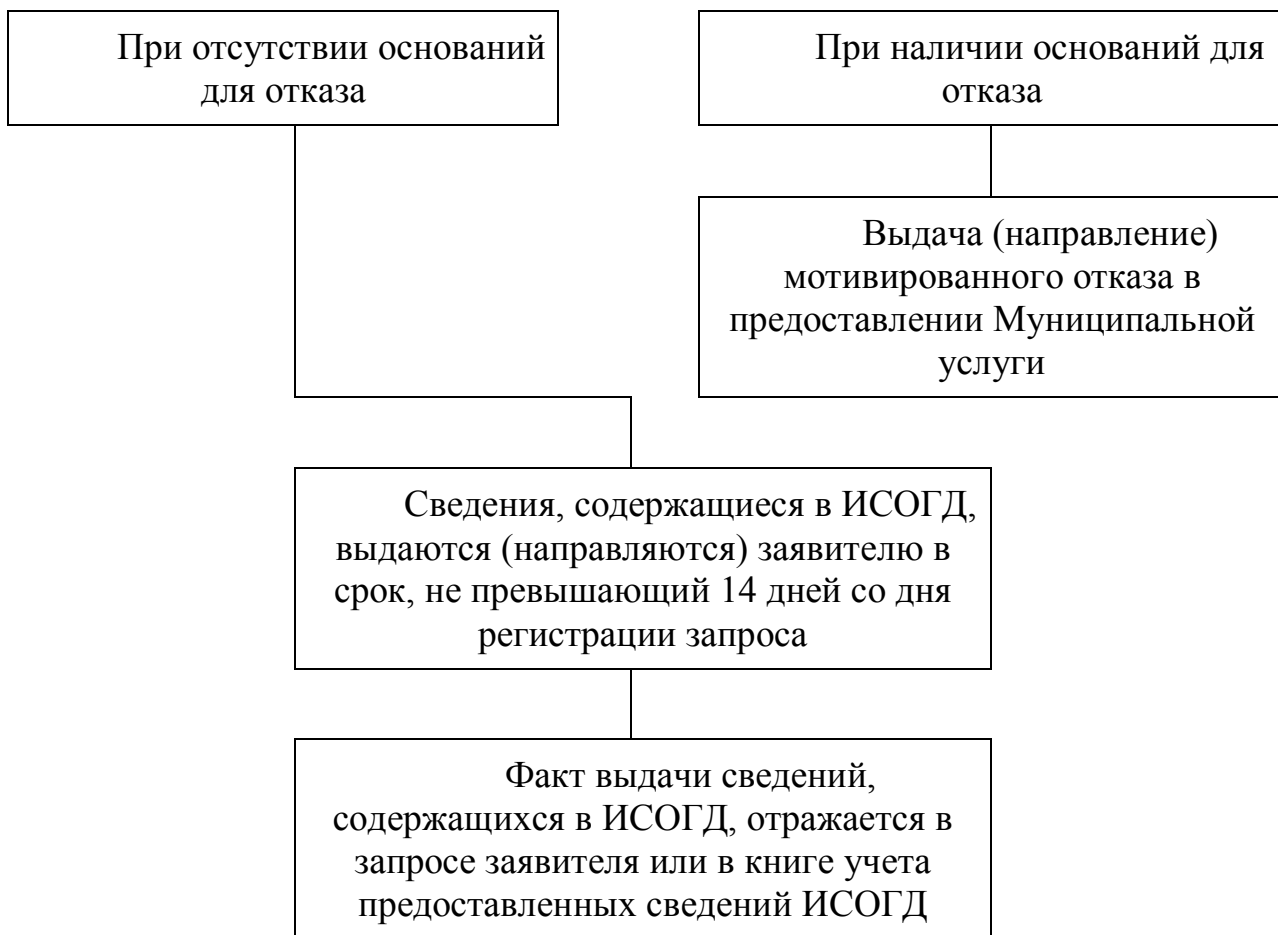 При отсутствии оснований
для отказа
При наличии оснований для
отказа
Выдача (направление)
мотивированного отказа в
предоставлении Муниципальной
услуги
Сведения, содержащиеся в ИСОГД,
выдаются (направляются) заявителю в
срок, не превышающий 14 дней со дня
регистрации запроса
Факт выдачи сведений,
содержащихся в ИСОГД, отражается в
запросе заявителя или в книге учета
предоставленных сведений ИСОГД